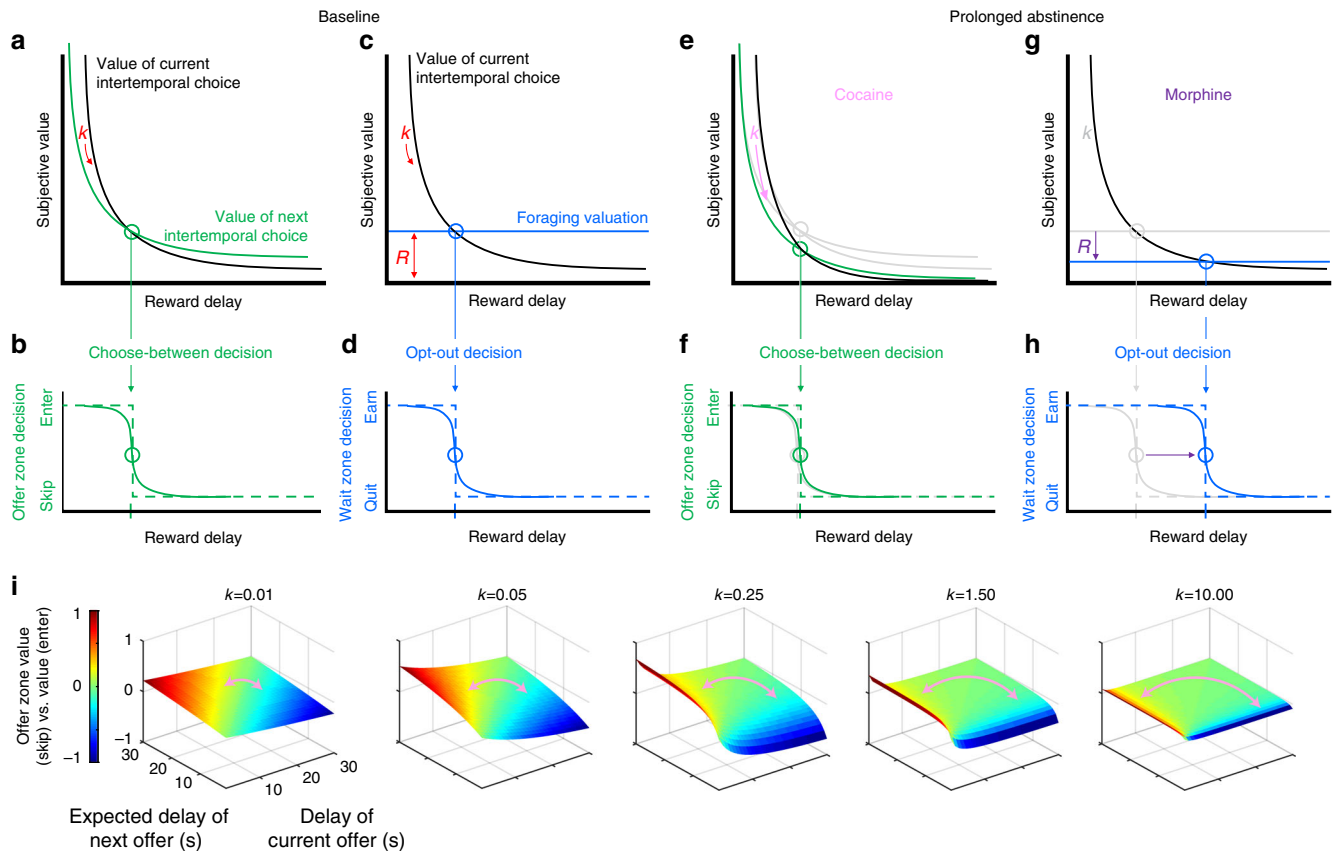 Baseline
Prolonged abstinence
a
Subjective value
Value of current
intertemporal choice
k
Value of next
intertemporal choice
Reward delay
c
Subjective value
Value of current
intertemporal choice
k
Foraging valuation
R
Reward delay
e
Subjective value
Cocaine
k
Reward delay
g
Subjective value
Morphine
k
R
Reward delay
b
Choose-between decision
Offer zone decision
Enter
Skip
Reward delay
d
Opt-out decision
Wait zone decision
Earn
Quit
Reward delay
f
Choose-between decision
Offer zone decision
Enter
Skip
Reward delay
h
Opt-out decision
Wait zone decision
Earn
Quit
Reward delay
i
Offer zone value
(skip) vs. value (enter)
1
0
−1
k=0.01
1
0
−1
30
20
10
10
20
30
Expected delay of
next offer (s)
Delay of
current offer (s)
k=0.05
k=0.25
k=1.50
k=10.00